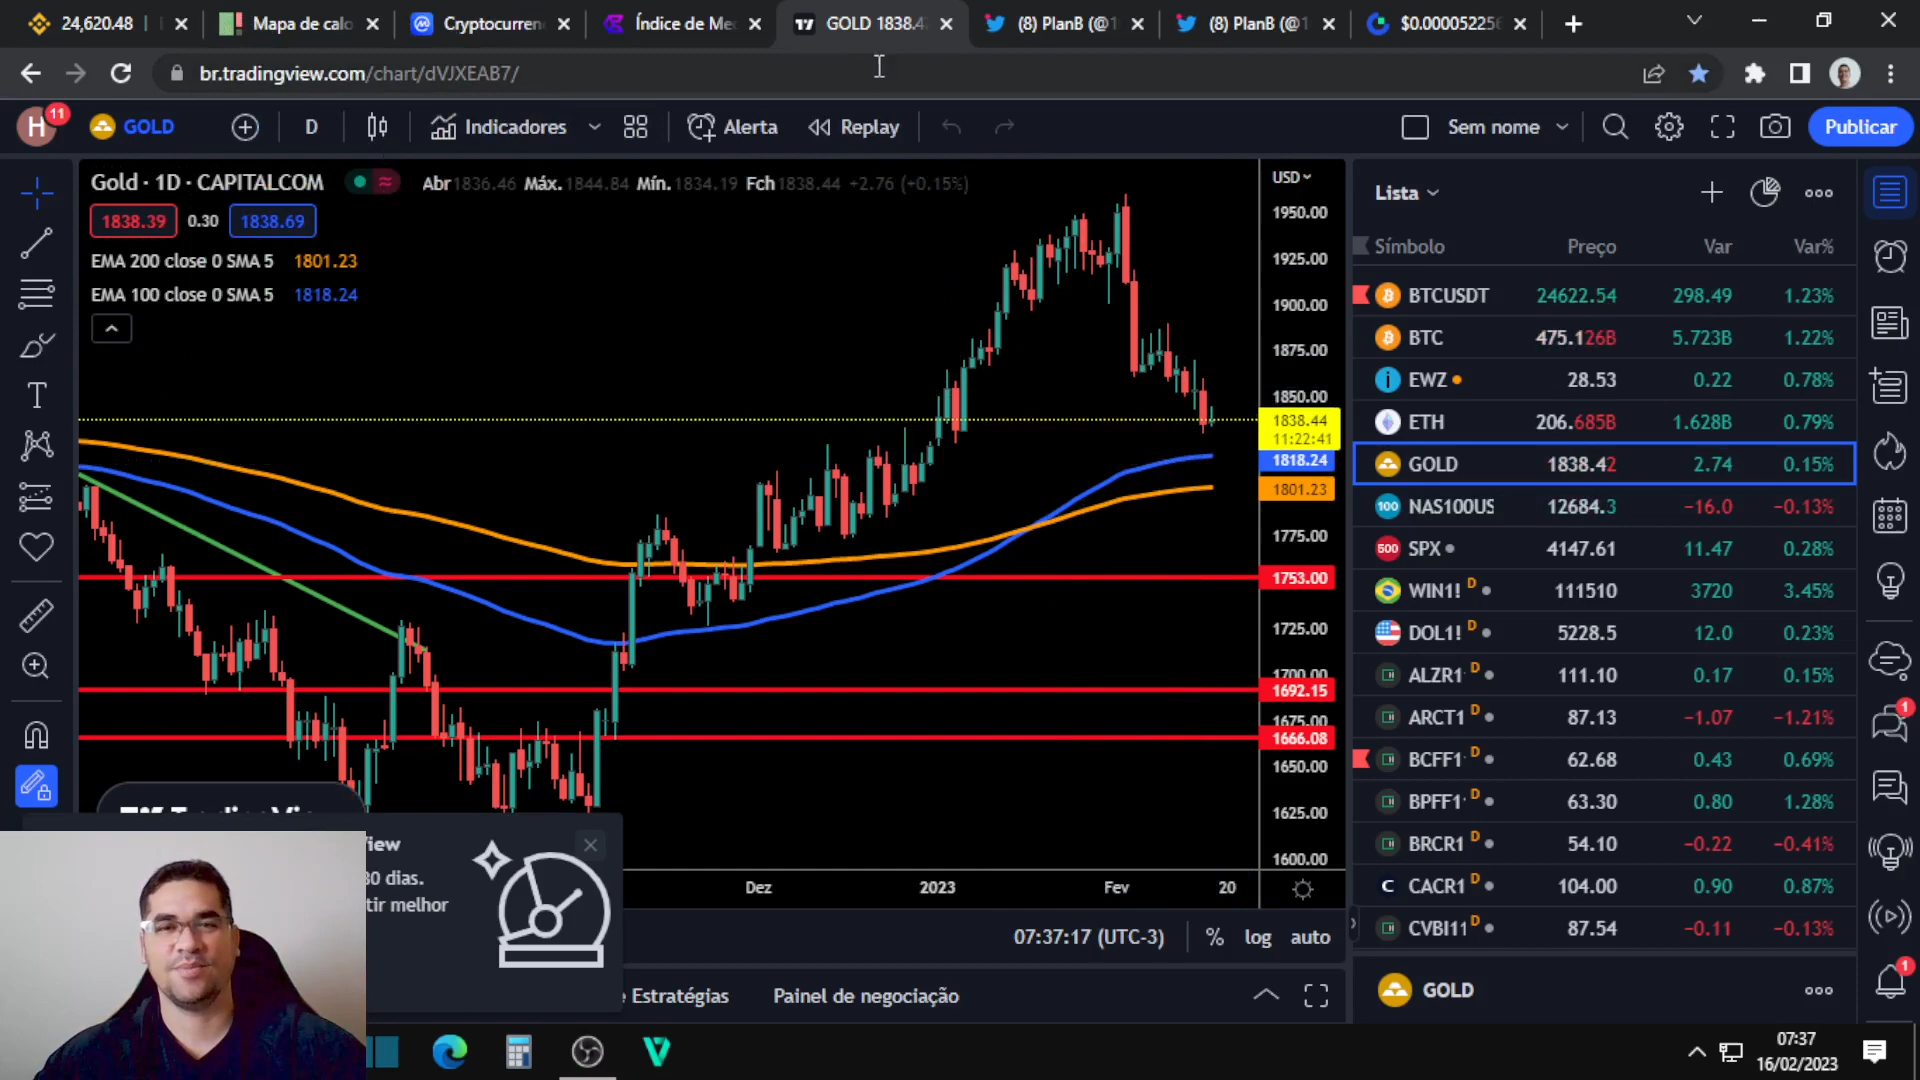 24,620.48
Mapa de calo
Cryptocurren
Índice de Me
GOLD 1838.4
(8) PlanB (@1
(8) PlanB (@1
$0.00005225
br.tradingview.com/chart/dVJXEAB7/
H
11
GOLD
D
Indicadores
Alerta
Replay
Sem nome
Publicar
Gold · 1D · CAPITALCOM
Abr1836.46 Máx.1844.84 Mín.1834.19 Fch1838.44 +2.76 (+0.15%)
1838.39
0.30
1838.69
EMA 200 close 0 SMA 5 1801.23
EMA 100 close 0 SMA 5 1818.24
USD
1950.00
1925.00
1900.00
1875.00
1850.00
1838.44
11:22:41
1818.24
1801.23
1775.00
1753.00
1725.00
1700.00
1692.15
1675.00
1666.08
1650.00
1625.00
1600.00
Dez
2023
Fev
20
07:37:17 (UTC-3)
%
log
auto
iew
30 dias.
tir melhor
Estratégias
Painel de negociação
Lista
Símbolo Preço Var Var%
BTCUSDT 24622.54 298.49 1.23%
BTC 475.126B 5.723B 1.22%
EWZ 28.53 0.22 0.78%
ETH 206.685B 1.628B 0.79%
GOLD 1838.42 2.74 0.15%
100 NAS100US 12684.3 −16.0 −0.13%
500 SPX 4147.61 11.47 0.28%
WIN1! D 111510 3720 3.45%
DOL1! D 5228.5 12.0 0.23%
ALZR1 D 111.10 0.17 0.15%
ARCT1 D 87.13 −1.07 −1.21%
BCFF1 D 62.68 0.43 0.69%
BPFF1 D 63.30 0.80 1.28%
BRCR1 D 54.10 −0.22 −0.41%
C CACR1 D 104.00 0.90 0.87%
CVBI11 D 87.54 −0.11 −0.13%
GOLD
1
1
07:37
16/02/2023